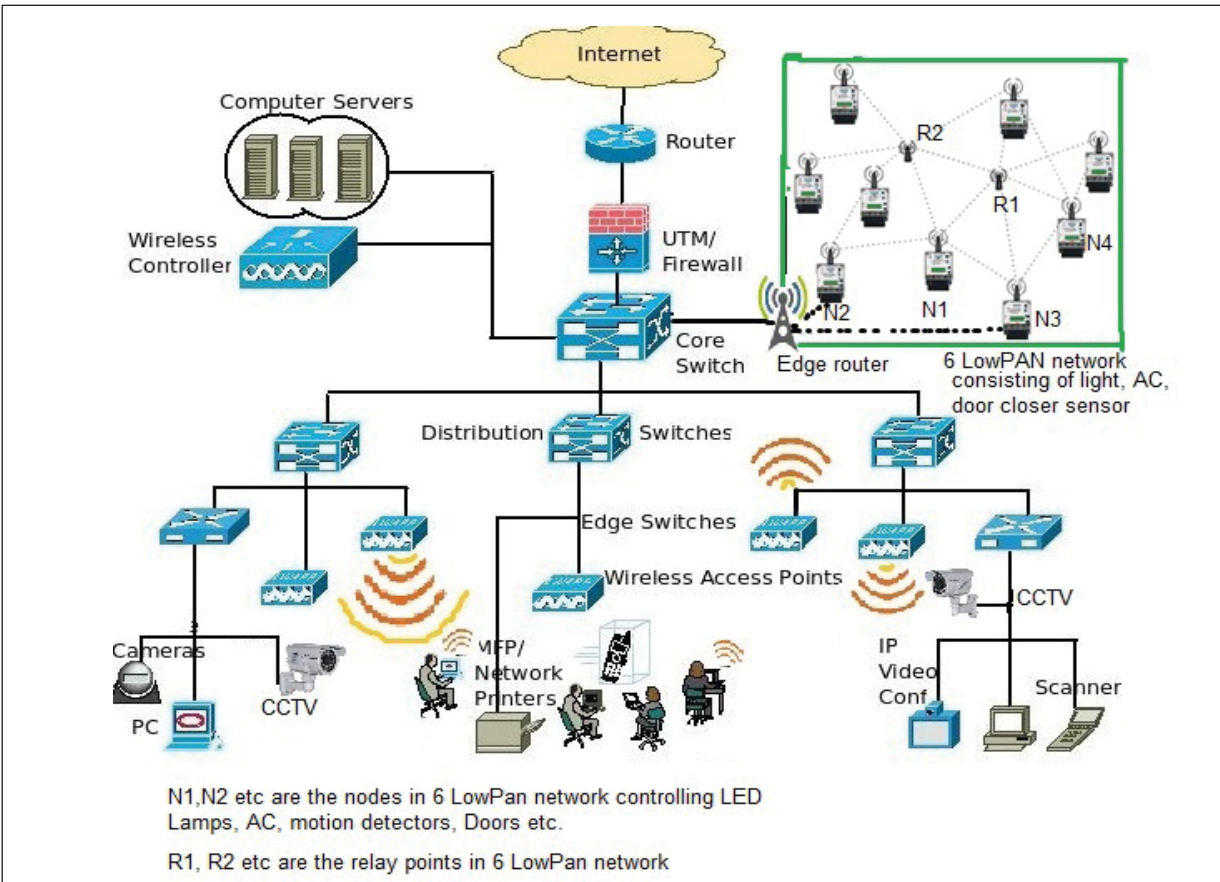 Internet
Computer Servers
Router
R2
R1
Wireless
Controller
UTM/
Firewall
N4
N2
N1
N3
Core
Switch
Edge router
6 LowPAN network
consisting of light, AC,
door closer sensor
Distribution
Switches
Edge Switches
Wireless Access Points
CCTV
Cameras
MFP/
Network
Printers
IP
Video
Conf
Scanner
PC
CCTV
N1,N2 etc are the nodes in 6 LowPan network controlling LED
Lamps, AC, motion detectors, Doors etc.
R1, R2 etc are the relay points in 6 LowPan network